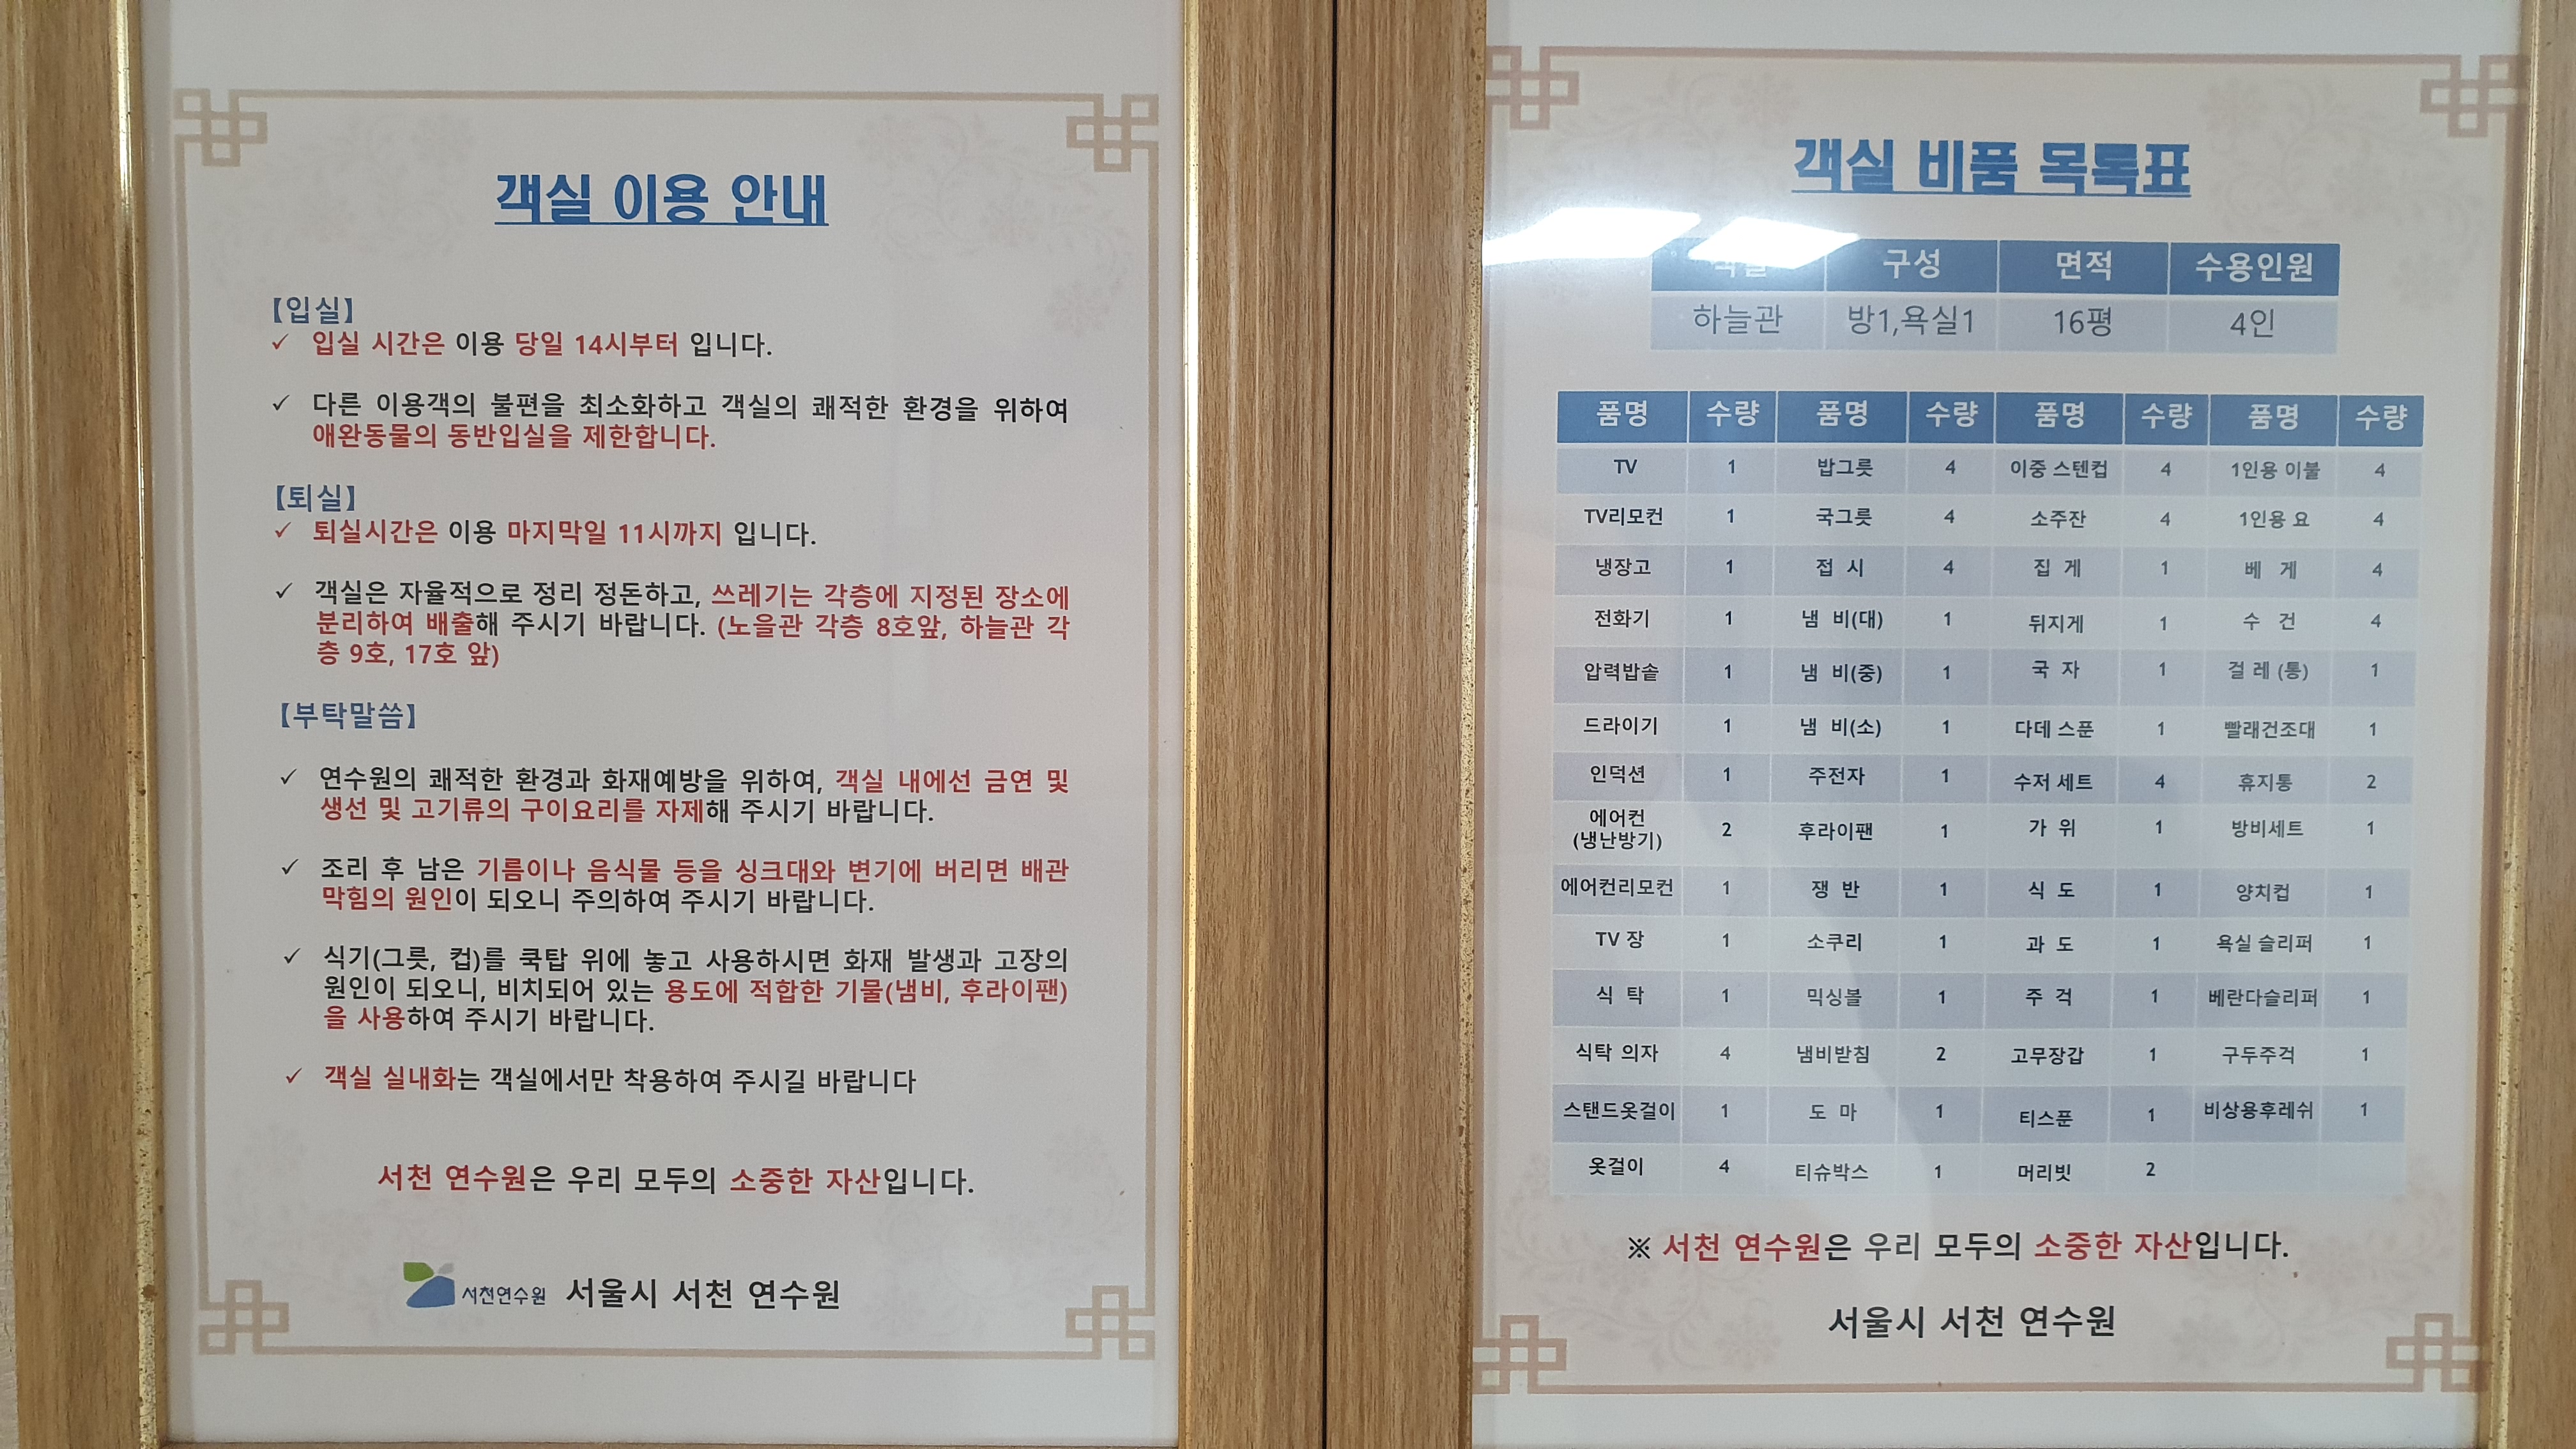 객실 이용 안내
【입실】
✓ 입실 시간은 이용 당일 14시부터 입니다.
✓ 다른 이용객의 불편을 최소화하고 객실의 쾌적한 환경을 위하여
애완동물의 동반입실을 제한합니다.
【퇴실】
✓ 퇴실시간은 이용 마지막일 11시까지 입니다.
✓ 객실은 자율적으로 정리 정돈하고, 쓰레기는 각층에 지정된 장소에
분리하여 배출해 주시기 바랍니다. (노을관 각층 8호앞, 하늘관 각
층 9호, 17호 앞)
【부탁말씀】
✓ 연수원의 쾌적한 환경과 화재예방을 위하여, 객실 내에선 금연 및
생선 및 고기류의 구이요리를 자제해 주시기 바랍니다.
✓ 조리 후 남은 기름이나 음식물 등을 싱크대와 변기에 버리면 배관
막힘의 원인이 되오니 주의하여 주시기 바랍니다.
✓ 식기(그릇, 컵)를 쿡탑 위에 놓고 사용하시면 화재 발생과 고장의
원인이 되오니, 비치되어 있는 용도에 적합한 기물(냄비, 후라이팬)
을 사용하여 주시기 바랍니다.
✓ 객실 실내화는 객실에서만 착용하여 주시길 바랍니다
서천 연수원은 우리 모두의 소중한 자산입니다.
서천연수원 서울시 서천 연수원
객실 비품 목록표
구성 면적 수용인원
하늘관 방1,욕실1 16평 4인
품명 수량 품명 수량 품명 수량 품명 수량
TV 1 밥그릇 4 이중 스텐컵 4 1인용 이불 4
TV리모컨 1 국그릇 4 소주잔 4 1인용 요 4
냉장고 1 접 시 4 집 게 1 베 게 4
전화기 1 냄 비(대) 1 뒤지게 1 수 건 4
압력밥솥 1 냄 비(중) 1 국 자 1 걸 레 (통) 1
드라이기 1 냄 비(소) 1 다데 스푼 1 빨래건조대 1
인덕션 1 주전자 1 수저 세트 4 휴지통 2
에어컨
(냉난방기) 2 후라이팬 1 가 위 1 방비세트 1
에어컨리모컨 1 쟁 반 1 식 도 1 양치컵 1
TV 장 1 소쿠리 1 과 도 1 욕실 슬리퍼 1
식 탁 1 믹싱볼 1 주 걱 1 베란다슬리퍼 1
식탁 의자 4 냄비받침 2 고무장갑 1 구두주걱 1
스탠드옷걸이 1 도 마 1 티스푼 1 비상용후레쉬 1
옷걸이 4 티슈박스 1 머리빗 2
※ 서천 연수원은 우리 모두의 소중한 자산입니다.
서울시 서천 연수원